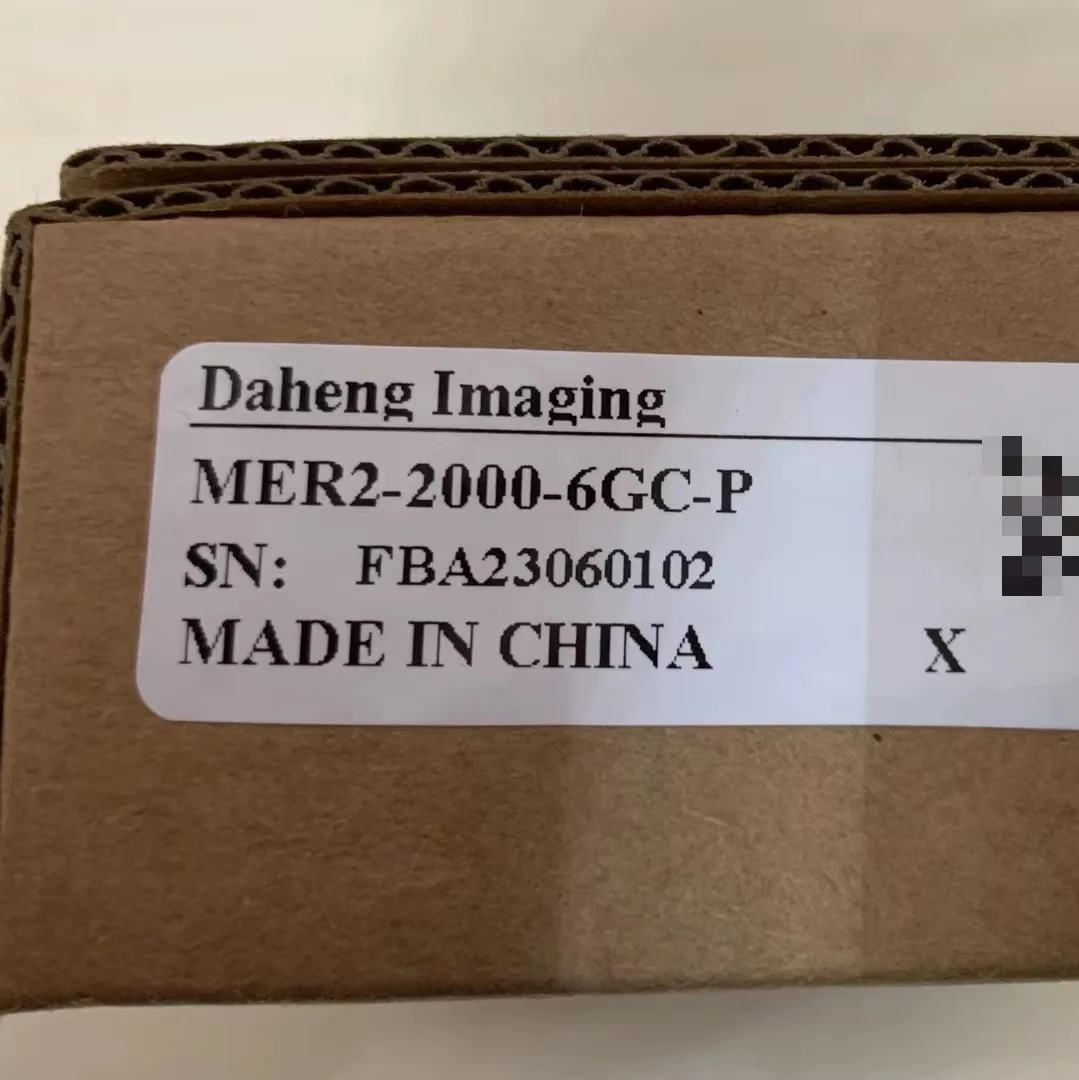 Daheng Imaging
MER2-2000-6GC-P
SN: FBA23060102
MADE IN CHINA X